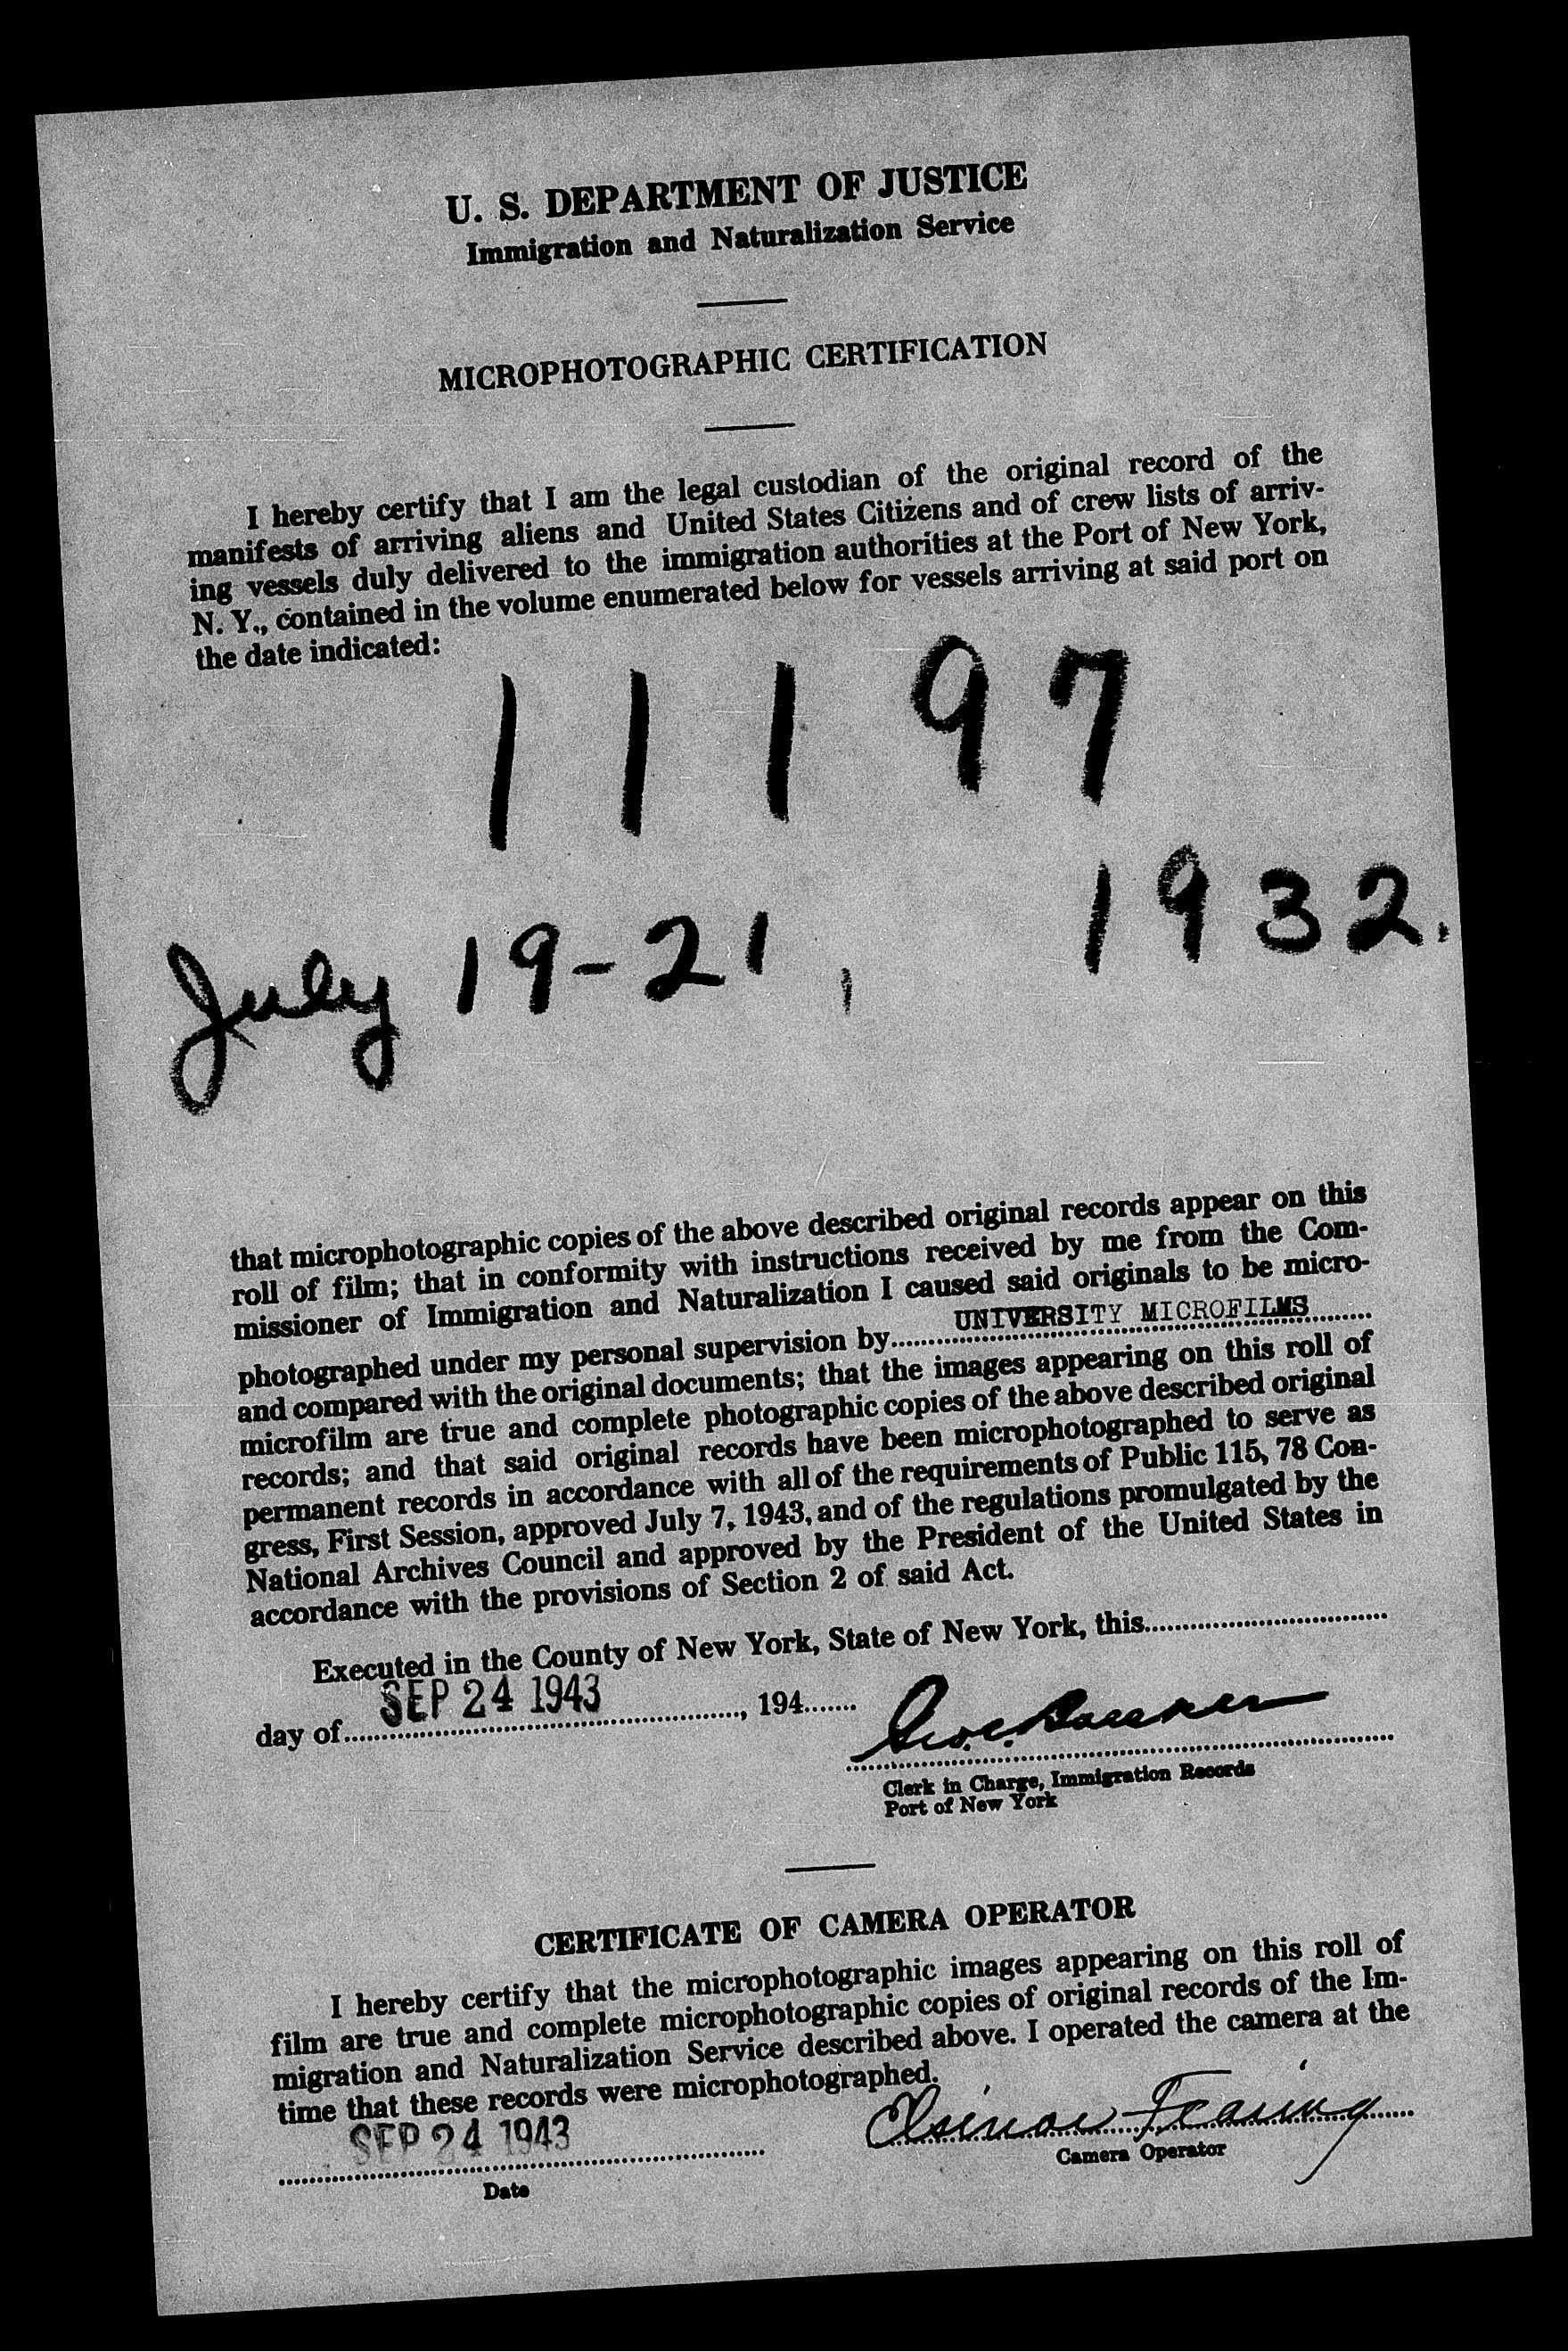 U. S. DEPARTMENT OF JUSTICE
Immigration and Naturalization Service
MICROPHOTOGRAPHIC CERTIFICATION
I hereby certify that I am the legal custodian of the original record of the
manifests of arriving aliens and United States Citizens and of crew lists of arriv-
ing vessels duly delivered to the immigration authorities at the Port of New York,
N. Y., contained in the volume enumerated below for vessels arriving at said port on
the date indicated:
11197
July 19-21, 1932.
that microphotographic copies of the above described original records appear on this
roll of film; that in conformity with instructions received by me from the Com-
missioner of Immigration and Naturalization I caused said originals to be micro-
photographed under my personal supervision by UNIVERSITY MICROFILMS
and compared with the original documents; that the images appearing on this roll of
microfilm are true and complete photographic copies of the above described original
records; and that said original records have been microphotographed to serve as
permanent records in accordance with all of the requirements of Public 115, 78 Con-
gress, First Session, approved July 7, 1943, and of the regulations promulgated by the
National Archives Council and approved by the President of the United States in
accordance with the provisions of Section 2 of said Act.
Executed in the County of New York, State of New York, this
day of SEP 24 1943, 194
Clerk in Charge, Immigration Records
Port of New York
CERTIFICATE OF CAMERA OPERATOR
I hereby certify that the microphotographic images appearing on this roll of
film are true and complete microphotographic copies of original records of the Im-
migration and Naturalization Service described above. I operated the camera at the
time that these records were microphotographed.
SEP 24 1943
Camera Operator
Date